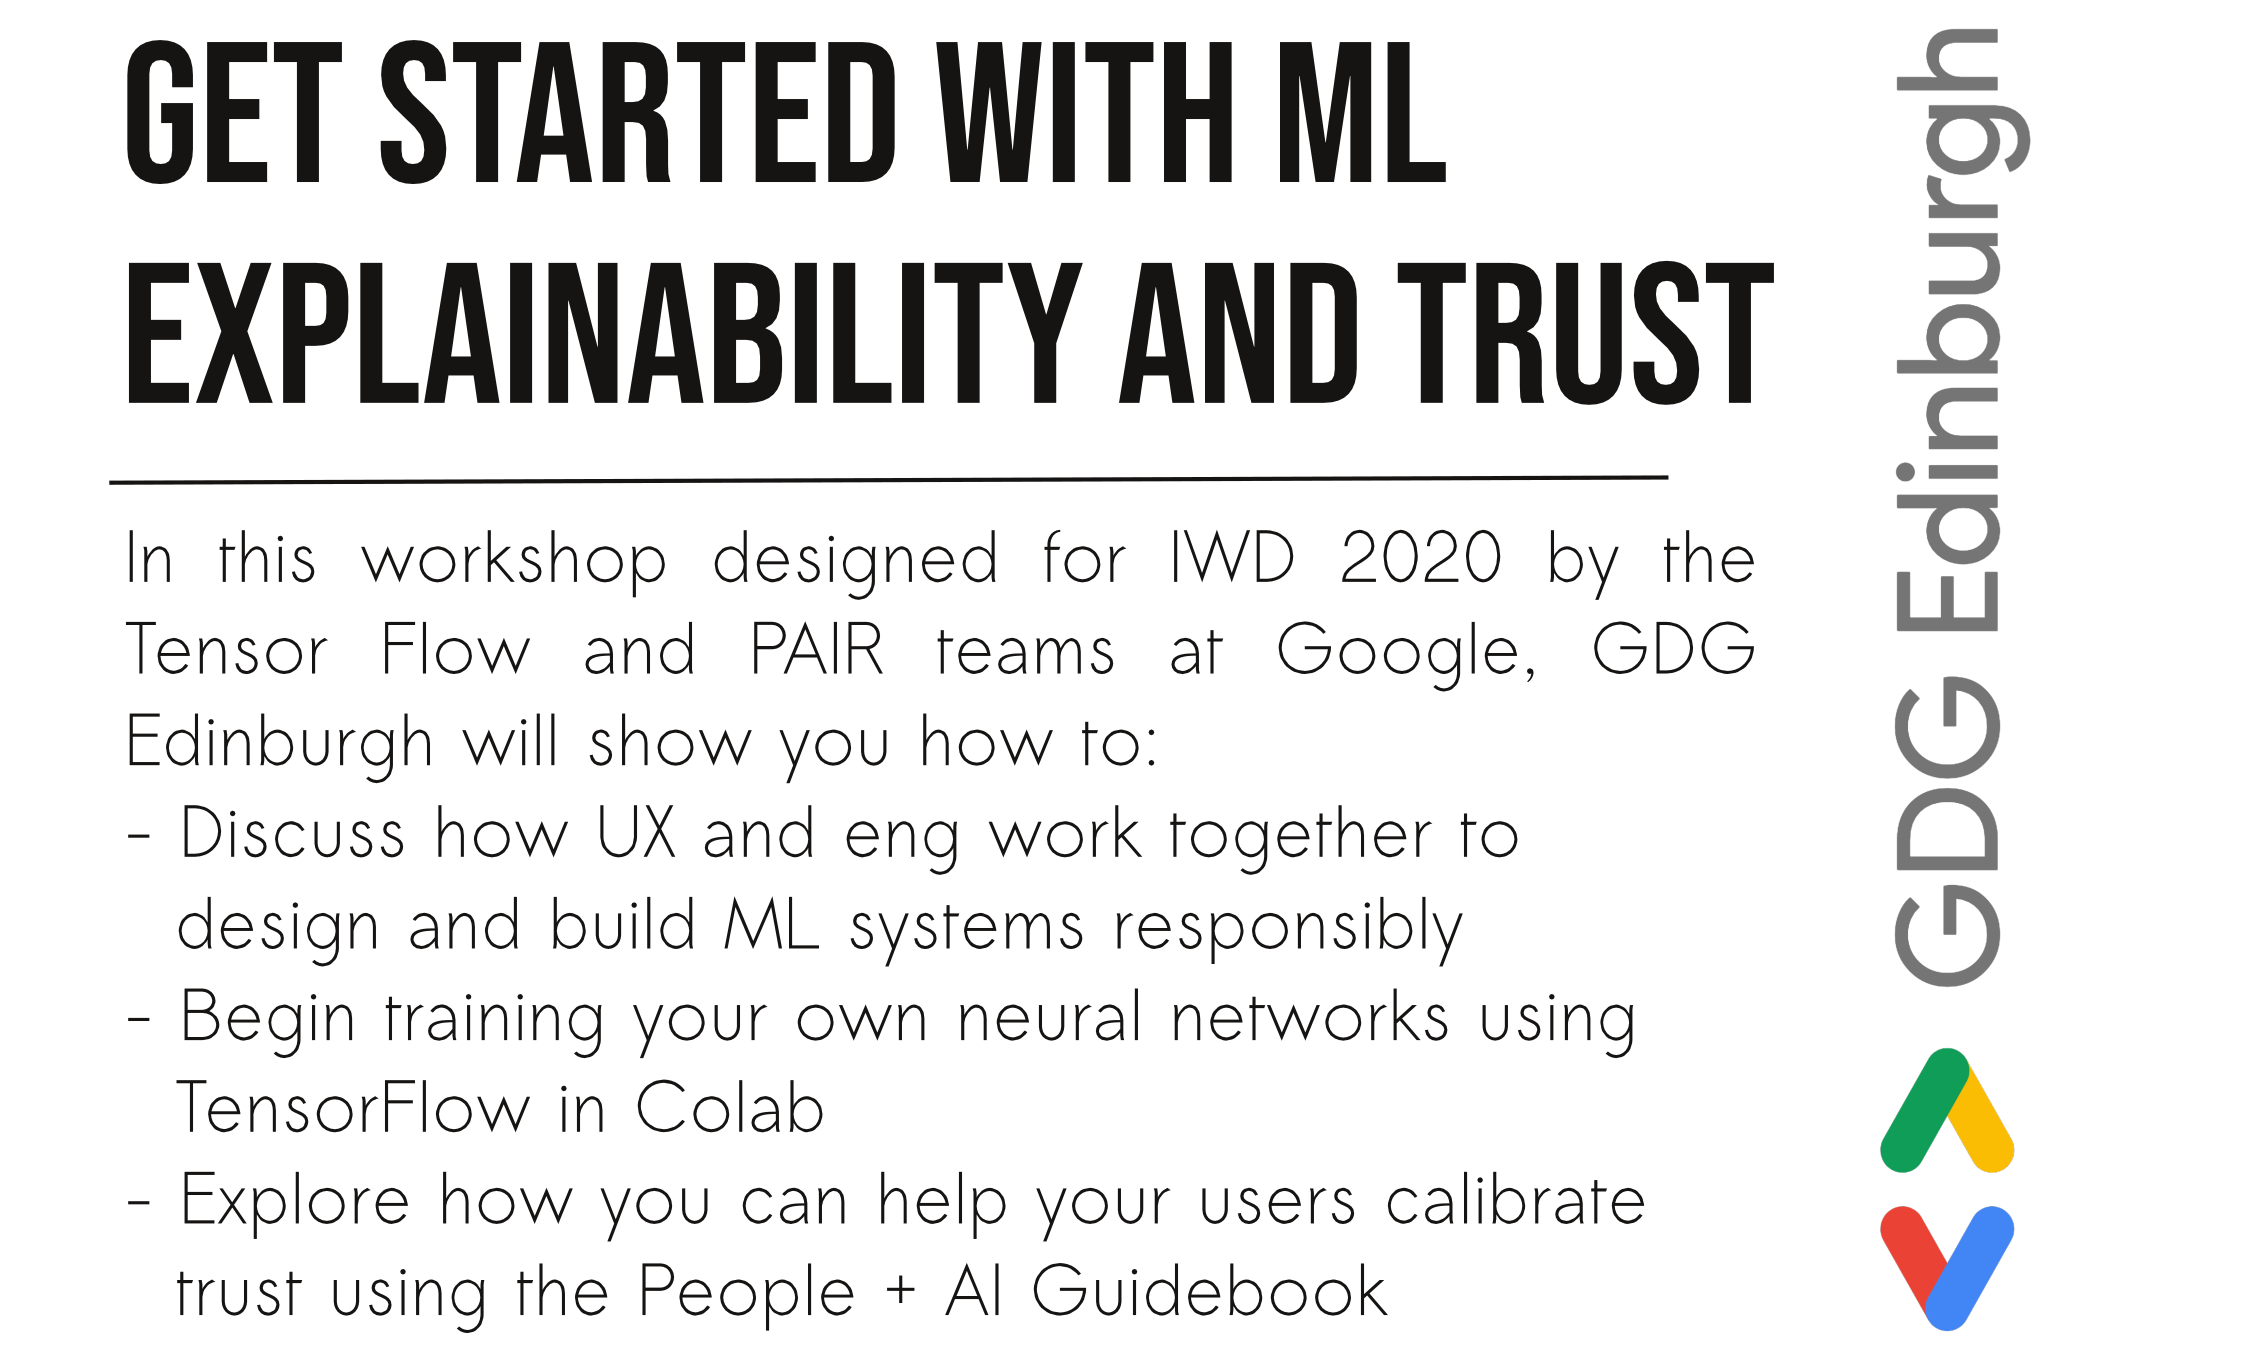 GET STARTED WITH ML
EXPLAINABILITY AND TRUST
In this workshop designed for IWD 2020 by the
Tensor Flow and PAIR teams at Google, GDG
Edinburgh will show you how to:
- Discuss how UX and eng work together to
design and build ML systems responsibly
- Begin training your own neural networks using
TensorFlow in Colab
- Explore how you can help your users calibrate
trust using the People + AI Guidebook
GDG Edinburgh